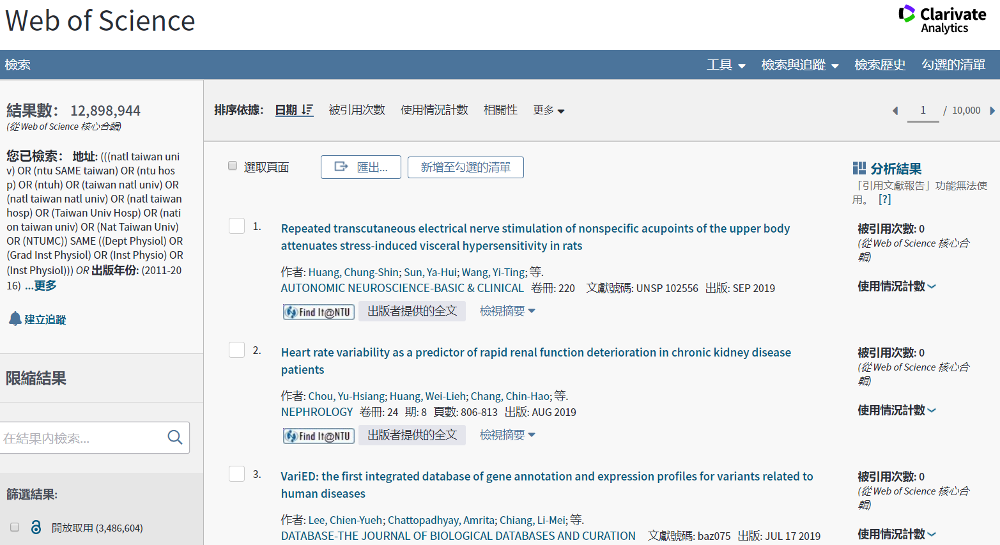 Web of Science
Clarivate
Analytics
檢索
工具 檢索與追蹤 檢索歷史 勾選的清單
結果數: 12,898,944
(從 Web of Science 核心合輯)
您已檢索: 地址: (((natl taiwan uni
v) OR (ntu SAME taiwan) OR (ntu hos
p) OR (ntuh) OR (taiwan natl univ) OR
(natl taiwan natl univ) OR (natl taiwan
hosp) OR (Taiwan Univ Hosp) OR (nati
on taiwan univ) OR (Nat Taiwan Univ)
OR (NTUMC)) SAME ((Dept Physiol) OR
(Grad Inst Physiol) OR (Inst Physio) OR
(Inst Physiol))) OR 出版年份: (2011-20
16) ...更多
建立追蹤
限縮結果
在結果內檢索...
篩選結果:
開放取用 (3,486,604)
排序依據: 日期 被引用次數 使用情況計數 相關性 更多
1 / 10,000
選取頁面 匯出... 新增至勾選的清單
分析結果
「引用文獻報告」功能無法使
用。 [?]
1. Repeated transcutaneous electrical nerve stimulation of nonspecific acupoints of the upper body
attenuates stress-induced visceral hypersensitivity in rats
作者: Huang, Chung-Shin; Sun, Ya-Hui; Wang, Yi-Ting; 等.
AUTONOMIC NEUROSCIENCE-BASIC & CLINICAL 卷冊: 220 文獻號碼: UNSP 102556 出版: SEP 2019
Find It@NTU 出版者提供的全文 檢視摘要
被引用次數: 0
(從 Web of Science 核心合
輯)
使用情況計數
2. Heart rate variability as a predictor of rapid renal function deterioration in chronic kidney disease
patients
作者: Chou, Yu-Hsiang; Huang, Wei-Lieh; Chang, Chin-Hao; 等.
NEPHROLOGY 卷冊: 24 期: 8 頁數: 806-813 出版: AUG 2019
Find It@NTU 出版者提供的全文 檢視摘要
被引用次數: 0
(從 Web of Science 核心合
輯)
使用情況計數
3. VariED: the first integrated database of gene annotation and expression profiles for variants related to
human diseases
作者: Lee, Chien-Yueh; Chattopadhyay, Amrita; Chiang, Li-Mei; 等.
DATABASE-THE JOURNAL OF BIOLOGICAL DATABASES AND CURATION 文獻號碼: baz075 出版: JUL 17 2019
被引用次數: 0
(從 Web of Science 核心合
輯)
使用情況計數